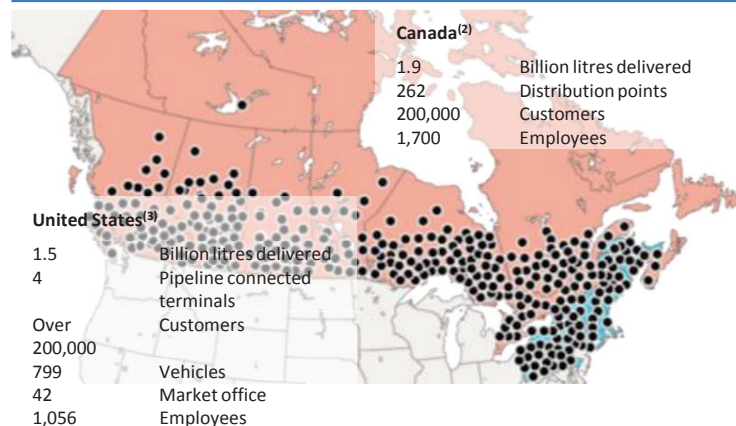 Canada(2)
1.9 Billion litres delivered
262 Distribution points
200,000 Customers
1,700 Employees
United States(3)
1.5 Billion litres delivered
4 Pipeline connected
terminals
Over Customers
200,000
799 Vehicles
42 Market office
1,056 Employees